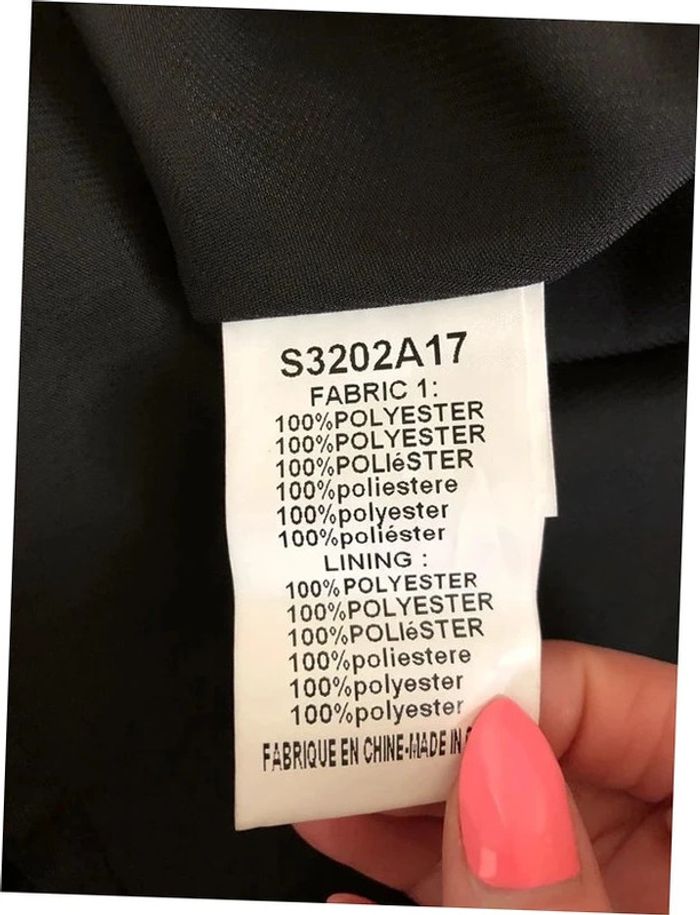 S3202A17
FABRIC 1:
100%POLYESTER
100%POLYESTER
100%POLIéSTER
100%poliestere
100%polyester
100%poliéster
LINING :
100%POLYESTER
100%POLYESTER
100%POLIéSTER
100%poliestere
100%polyester
100%polyester
FABRIQUE EN CHINE-MADE IN